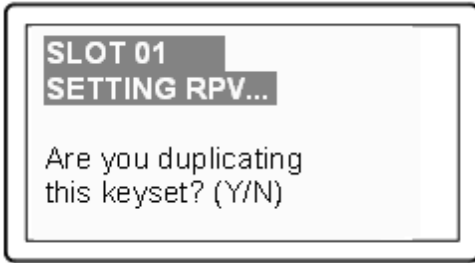 SLOT 01
SETTING RPV...
Are you duplicating
this keyset? (Y/N)